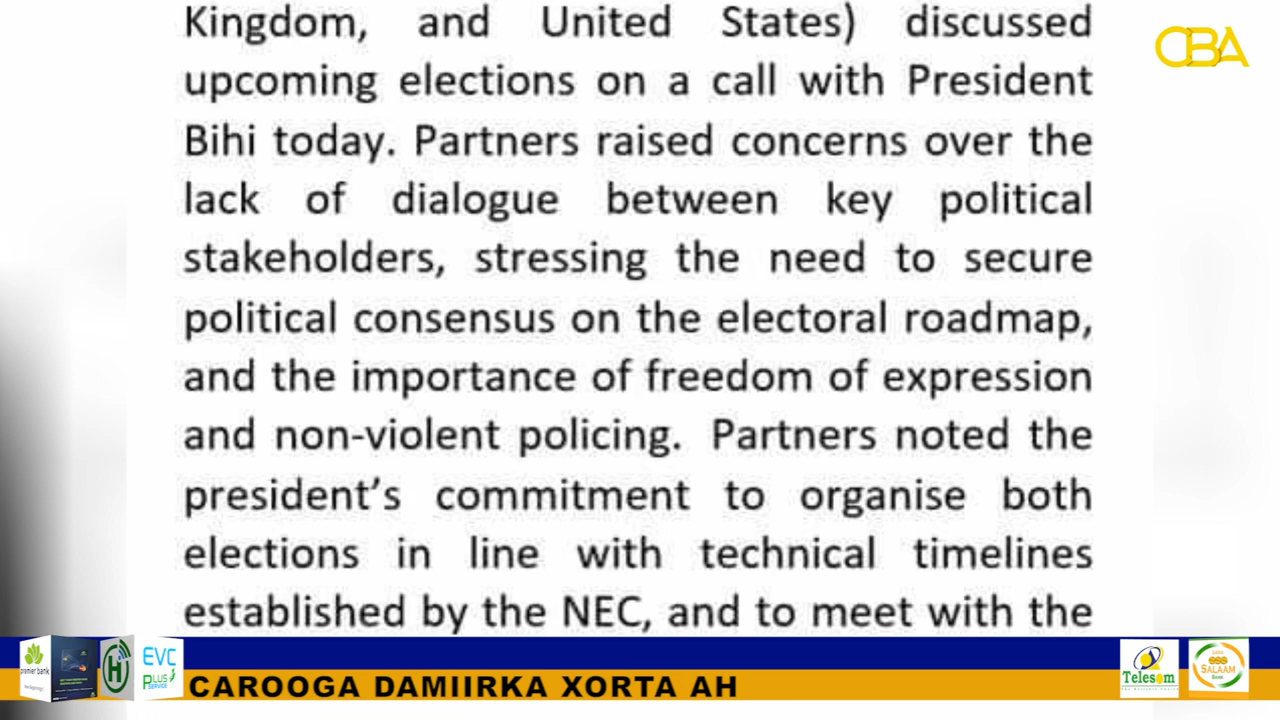 Kingdom, and United States) discussed
upcoming elections on a call with President
Bihi today. Partners raised concerns over the
lack of dialogue between key political
stakeholders, stressing the need to secure
political consensus on the electoral roadmap,
and the importance of freedom of expression
and non-violent policing. Partners noted the
president's commitment to organise both
elections in line with technical timelines
established by the NEC, and to meet with the
CBA
premier bank
EVC
PLUS
SERVICE
CAROOGA DAMIIRKA XORTA AH
Telesom
SALAAM
BANK